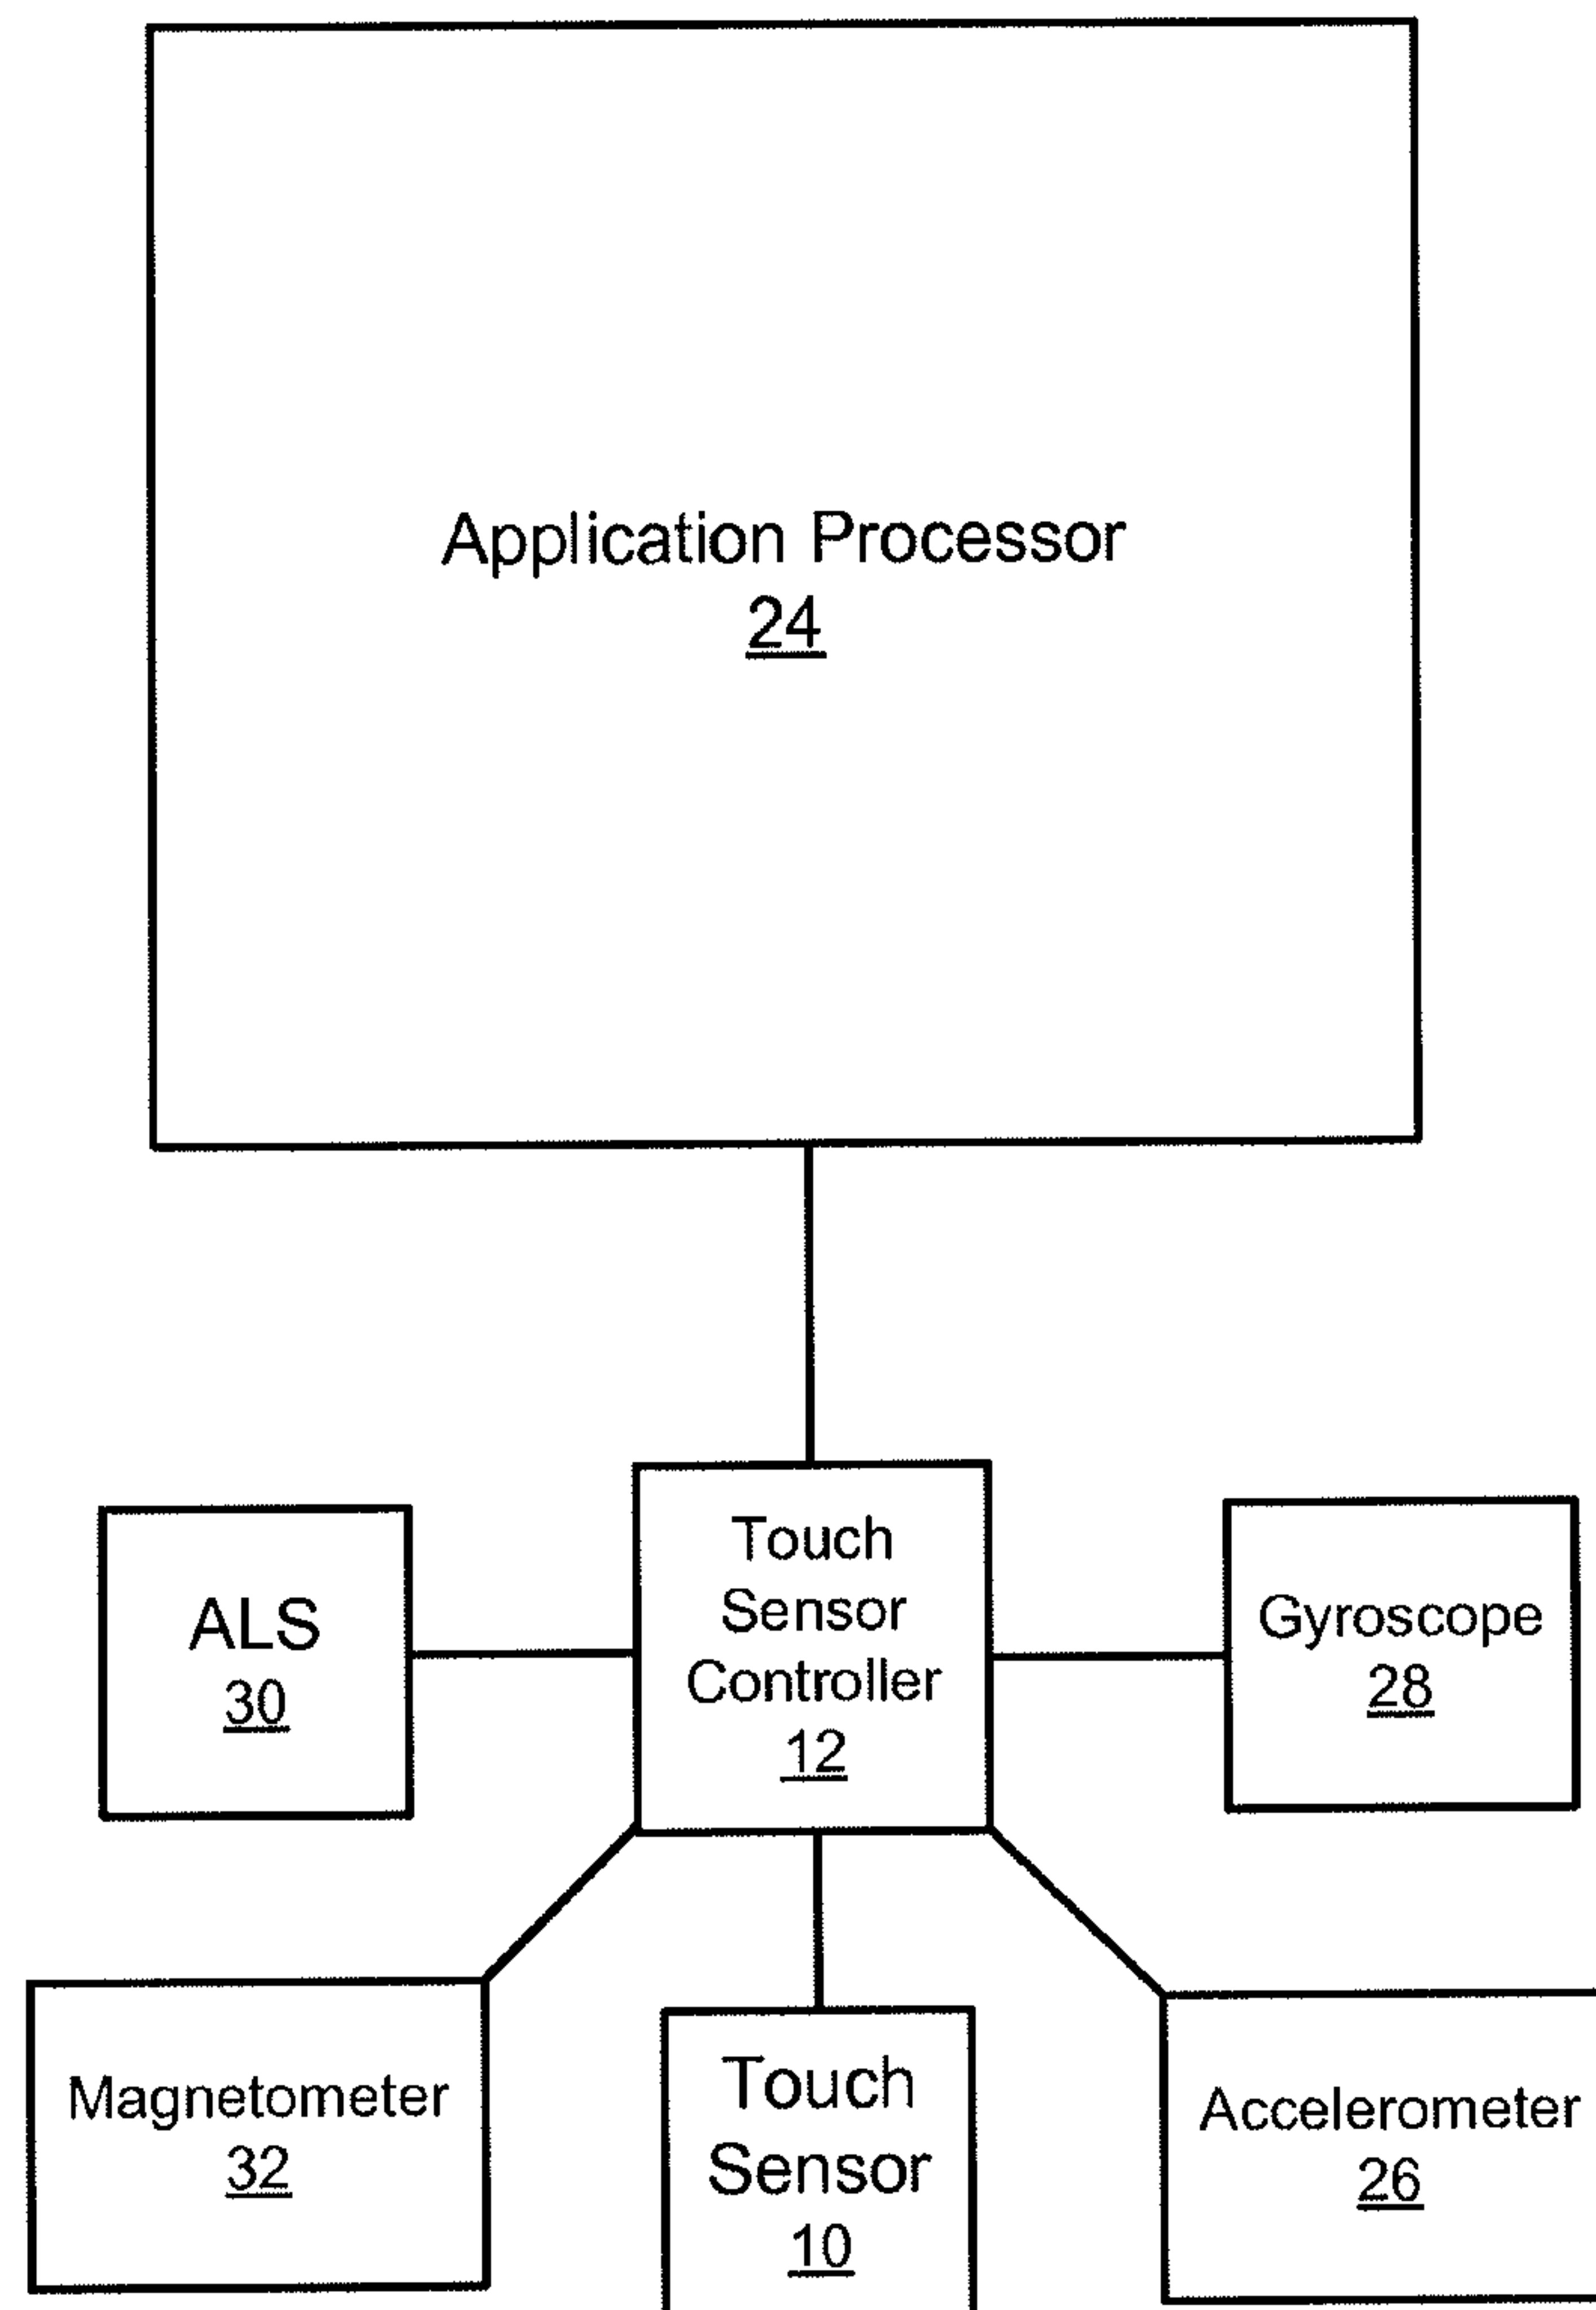 Application Processor
24
Touch
Sensor
Controller
12
ALS
30
Gyroscope
28
Magnetometer
32
Touch
Sensor
10
Accelerometer
26